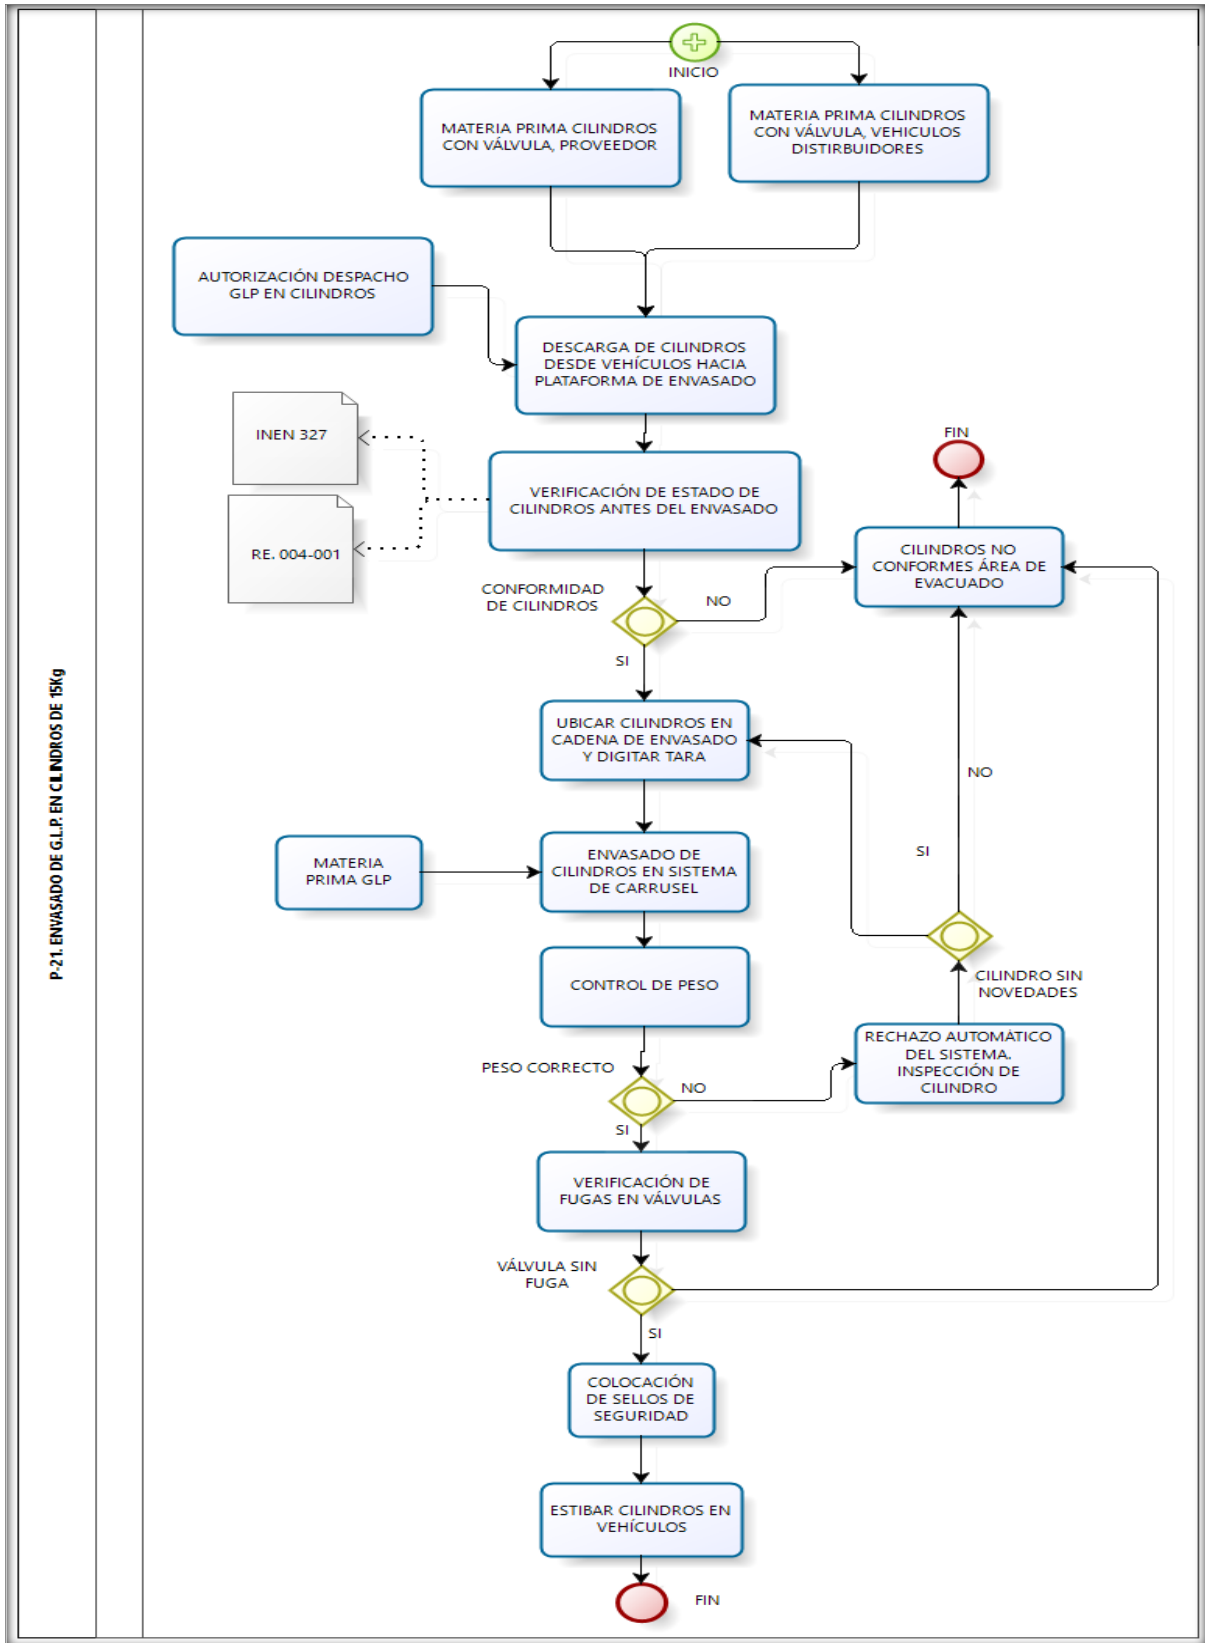 P-21. ENVASADO DE G.L.P. EN CILINDROS DE 15Kg
INICIO
MATERIA PRIMA CILINDROS
CON VÁLVULA, PROVEEDOR
MATERIA PRIMA CILINDROS
CON VÁLVULA, VEHICULOS
DISTIRBUIDORES
AUTORIZACIÓN DESPACHO
GLP EN CILINDROS
DESCARGA DE CILINDROS
DESDE VEHÍCULOS HACIA
PLATAFORMA DE ENVASADO
INEN 327
RE. 004-001
VERIFICACIÓN DE ESTADO DE
CILINDROS ANTES DEL ENVASADO
FIN
CILINDROS NO
CONFORMES ÁREA DE
EVACUADO
CONFORMIDAD
DE CILINDROS
NO
SI
UBICAR CILINDROS EN
CADENA DE ENVASADO
Y DIGITAR TARA
NO
SI
MATERIA
PRIMA GLP
ENVASADO DE
CILINDROS EN SISTEMA
DE CARRUSEL
CONTROL DE PESO
CILINDRO SIN
NOVEDADES
RECHAZO AUTOMÁTICO
DEL SISTEMA.
INSPECCIÓN DE
CILINDRO
PESO CORRECTO
NO
SI
VERIFICACIÓN DE
FUGAS EN VÁLVULAS
VÁLVULA SIN
FUGA
SI
COLOCACIÓN
DE SELLOS DE
SEGURIDAD
ESTIBAR CILINDROS EN
VEHÍCULOS
FIN